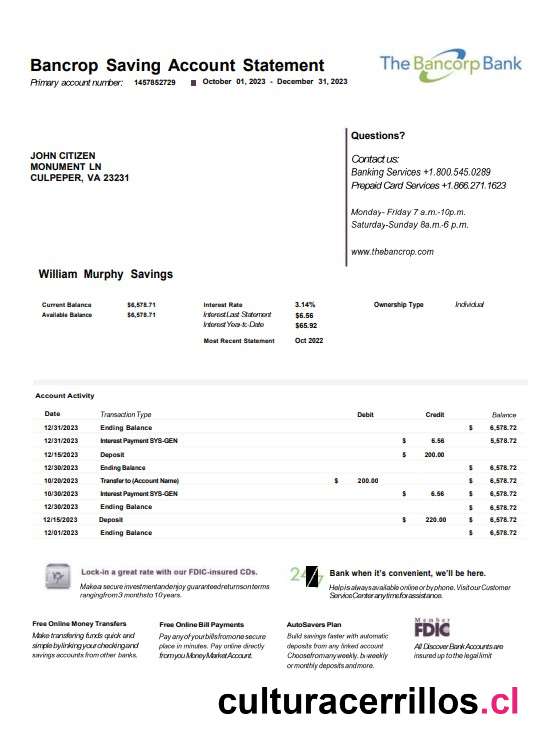 Bancrop Saving Account Statement
Primary account number: 1457852729 October 01, 2023 - December 31, 2023
The Bancorp Bank
Questions?
Contact us:
Banking Services +1.800.545.0289
Prepaid Card Services +1.866.271.1623
Monday- Friday 7 a.m.-10p.m.
Saturday-Sunday 8a.m.-6 p.m.
www.thebancrop.com
JOHN CITIZEN
MONUMENT LN
CULPEPER, VA 23231
William Murphy Savings
Current Balance $6,578.71 Interest Rate 3.14% Ownership Type Individual
Available Balance $6,578.71 Interest Last Statement $6.56
Interest Year-tc-Date $65.92
Most Recent Statement Oct 2022
Account Activity
Date Transaction Type Debit Credit Balance
12/31/2023 Ending Balance $ 6,578.72
12/31/2023 Interest Payment SYS-GEN $ 6.56 5,578.72
12/15/2023 Deposit $ 200.00
12/30/2023 Ending Balance $ 6,578.72
10/20/2023 Transfer to (Account Name) $ 200.00 $ 6,578.72
10/30/2023 Interest Payment SYS-GEN $ 6.56 $ 6,578.72
12/30/2023 Ending Balance $ 6,578.72
12/15/2023 Deposit $ 220.00 $ 6,578.72
12/01/2023 Ending Balance $ 6,578.72
Lock-in a great rate with our FDIC-insured CDs.
Make a secure investment and enjoy guaranteed returns on terms
ranging from 3 months to 10 years.
24/7
Bank when it's convenient, we'll be here.
Help is always available online or by phone. Visit our Customer
Service Center anytime for assistance.
Free Online Money Transfers
Make transferring funds quick and
simple by linking your checking and
savings accounts from other banks.
Free Online Bill Payments
Pay any of your bills from one secure
place in minutes. Pay online directly
from you Money Market Account.
AutoSavers Plan
Build savings faster with automatic
deposits from any linked account
Choose from any weekly, bi-weekly
or monthly deposits and more.
Member
FDIC
All Discover Bank Accounts are
insured up to the legal limit
culturacerrillos.cl